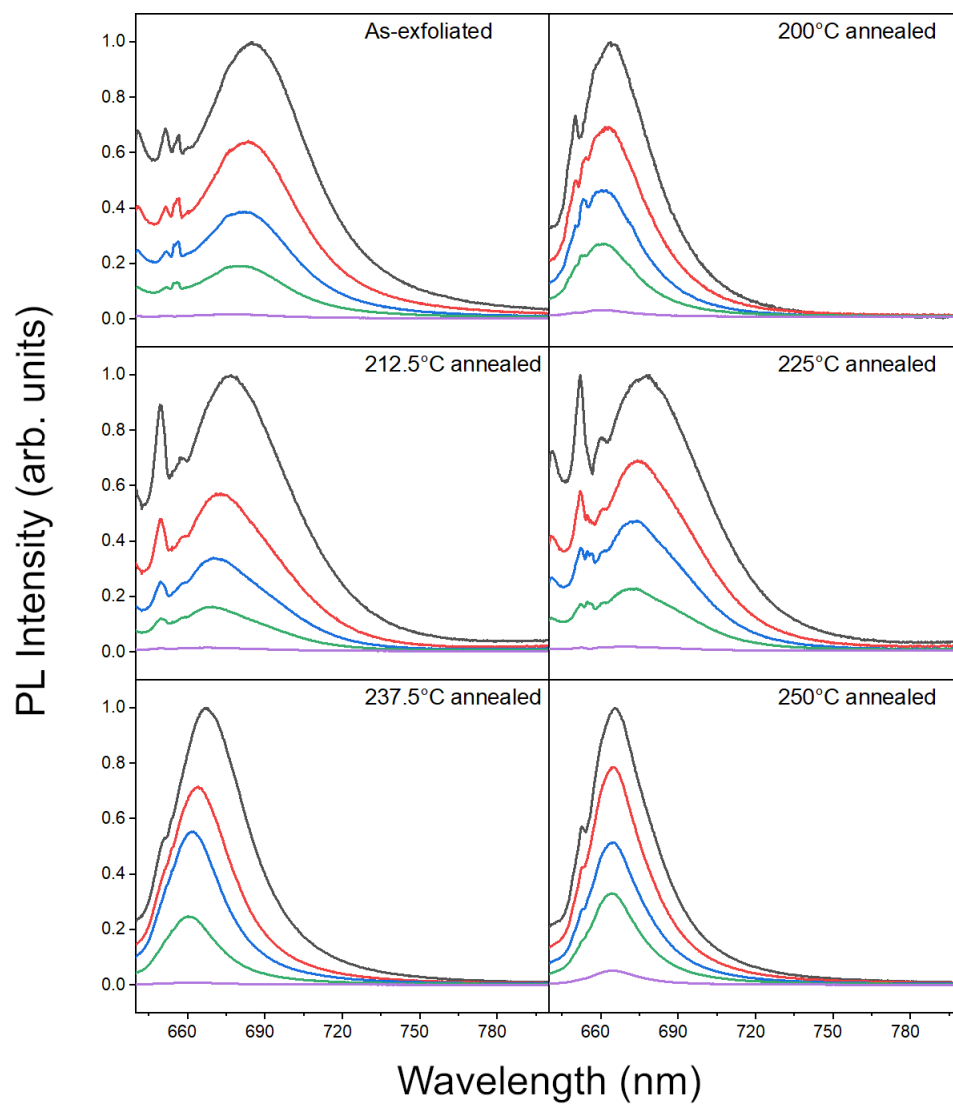 As-exfoliated
200°C annealed
1.0
0.8
0.6
0.4
0.2
0.0
212.5°C annealed
225°C annealed
1.0
0.8
0.6
0.4
0.2
0.0
237.5°C annealed
250°C annealed
1.0
0.8
0.6
0.4
0.2
0.0
660 690 720 750 780 660 690 720 750 780
PL Intensity (arb. units)
Wavelength (nm)